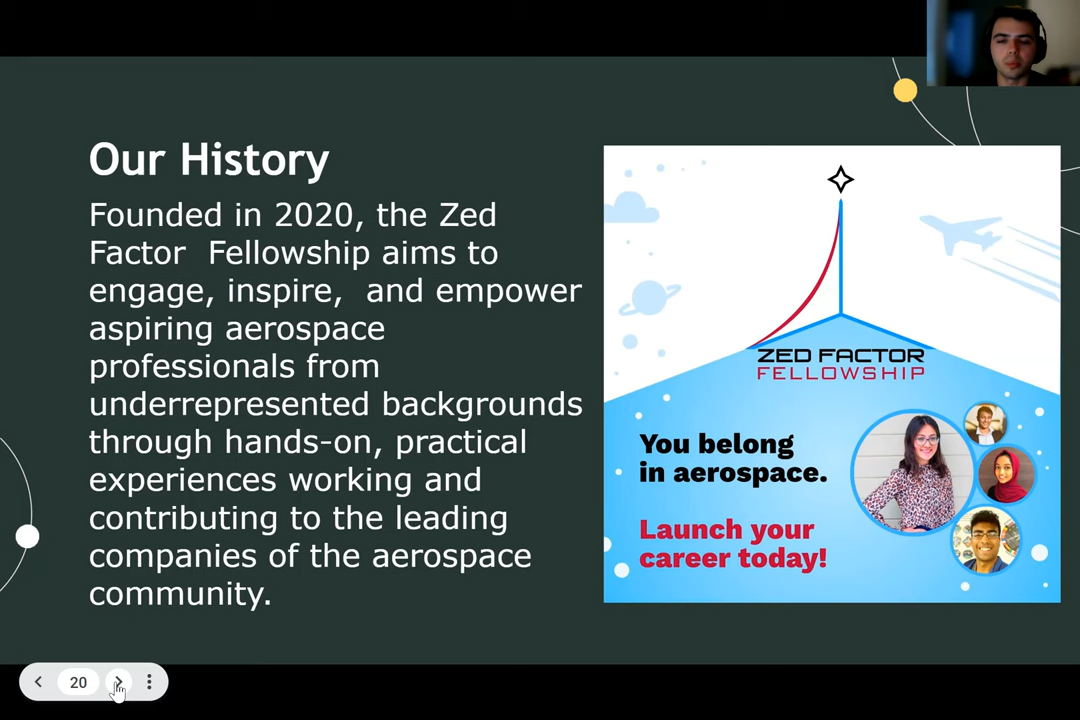 Our History
Founded in 2020, the Zed
Factor  Fellowship aims to
engage, inspire,  and empower
aspiring aerospace
professionals from
underrepresented backgrounds
through hands-on, practical
experiences working and
contributing to the leading
companies of the aerospace
community.
ZED FACTOR
FELLOWSHIP
You belong
in aerospace.
Launch your
career today!
20